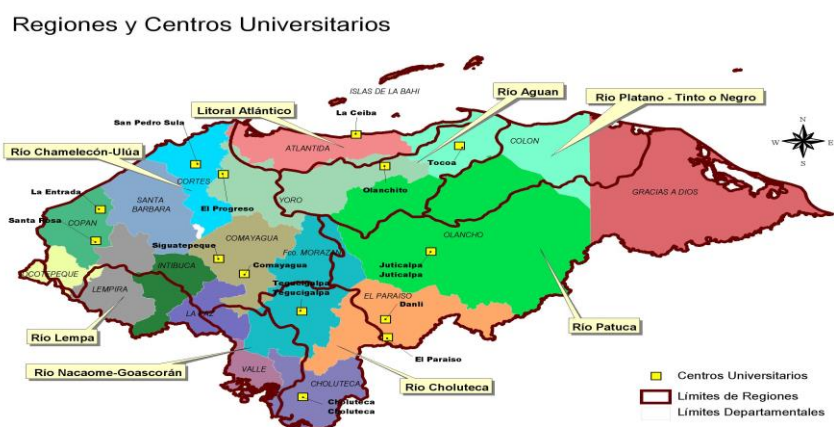 Regiones y Centros Universitarios
ISLAS DE LA BAHI
Río Aguan
Río Platano - Tinto o Negro
Litoral Atlántico
La Ceiba
San Pedro Sula
N
W E
S
Río Chamelecón-Ulúa
ATLANTIDA
COLON
Tocoa
CORTES
La Entrada
Olanchito
GRACIAS A DIOS
SANTA
BARBARA
YORO
El Progreso
Santa Rosa
COPAN
OLANCHO
COMAYAGUA
Siguatepeque
Fco. MORAZAN
Juticalpa
Juticalpa
INTIBUCA
Comayagua
OCOTEPEQUE
LEMPIRA
Tegucigalpa
Tegucigalpa
EL PARAISO
Danlí
LA PAZ
Río Patuca
Río Lempa
El Paraiso
Río Nacaome-Goascorán
VALLE
Río Choluteca
CHOLUTECA
Choluteca
Choluteca
Centros Universitarios
Límites de Regiones
Límites Departamentales